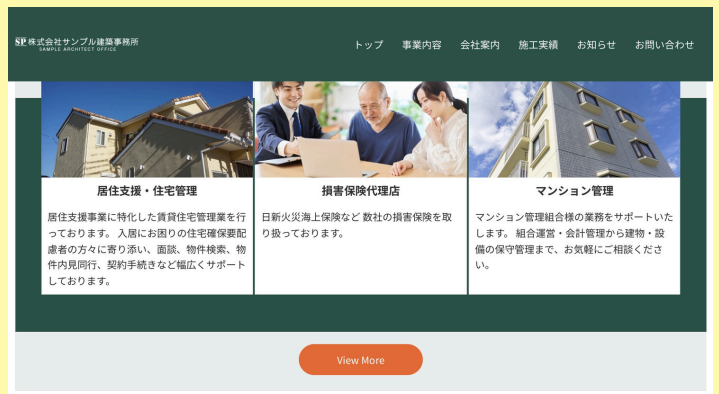 SP 株式会社サンプル建築事務所
SAMPLE ARCHITECT OFFICE
トップ 事業内容 会社案内 施工実績 お知らせ お問い合わせ
居住支援・住宅管理
居住支援事業に特化した賃貸住宅管理業を行
っております。 入居にお困りの住宅確保要配
慮者の方々に寄り添い、面談、物件検索、物
件内見同行、契約手続きなど幅広くサポート
しております。
損害保険代理店
日新火災海上保険など 数社の損害保険を取
り扱っております。
マンション管理
マンション管理組合様の業務をサポートいた
します。 組合運営・会計管理から建物・設
備の保守管理まで、お気軽にご相談くださ
い。
View More